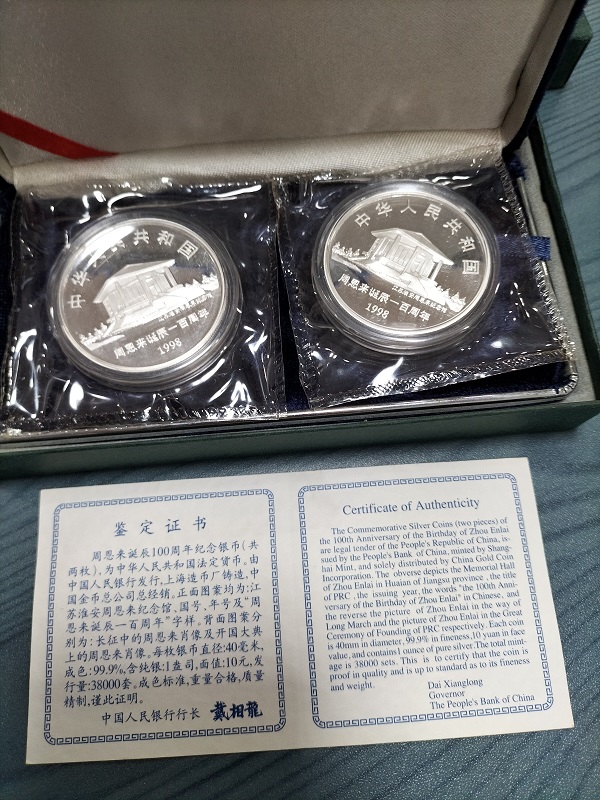 中华人民共和国
江苏淮安周恩来纪念馆
周恩来诞辰一百周年
1998
中华人民共和国
江苏淮安周恩来纪念馆
周恩来诞辰一百周年
1998
鉴定证书
周恩来诞辰100周年纪念银币(共
两枚),为中华人民共和国法定货币。由
中国人民银行发行,上海造币厂铸造,中
国金币总公司总经销。正面图案均为:江
苏淮安周恩来纪念馆、国号、年号及“周
恩来诞辰一百周年”字样。背面图案分
别为:长征中的周恩来肖像及开国大典
上的周恩来肖像。每枚银币直径:40毫米,
成色:99.9%,含纯银:1盎司,面值:10元,发
行量:38000套。成色标准,重量合格,质量
精制,谨此证明。
中国人民银行行长 戴相龍
Certificate of Authenticity
The Commemorative Silver Coins (two pieces) of
the 100th Anniversary of the Birthday of Zhou Enlai
are legal tender of the People's Republic of China, is-
sued by the People's Bank of China, minted by Shang-
hai Mint, and solely distributed by China Gold Coin
Incorporation. The obverse depicts the Memorial Hall
of Zhou Enlai in Huaian of Jiangsu province , the title
of PRC , the issuing year, the words "the 100th Anni-
versary of the Birthday of Zhou Enlai" in Chinese, and
the reverse the picture of Zhou Enlai in the way of
Long March and the picture of Zhou Enlai in the Great
Ceremony of Founding of PRC respectively. Each coin
is 40mm in diameter, 99.9% in fineness,10 yuan in face
value, and contains1 ounce of pure silver.The total mint-
age is 38000 sets. This is to certify that the coin is
proof in quality and is up to standard as to its fineness
and weight.
Dai Xianglong
Governor
The People's Bank of China